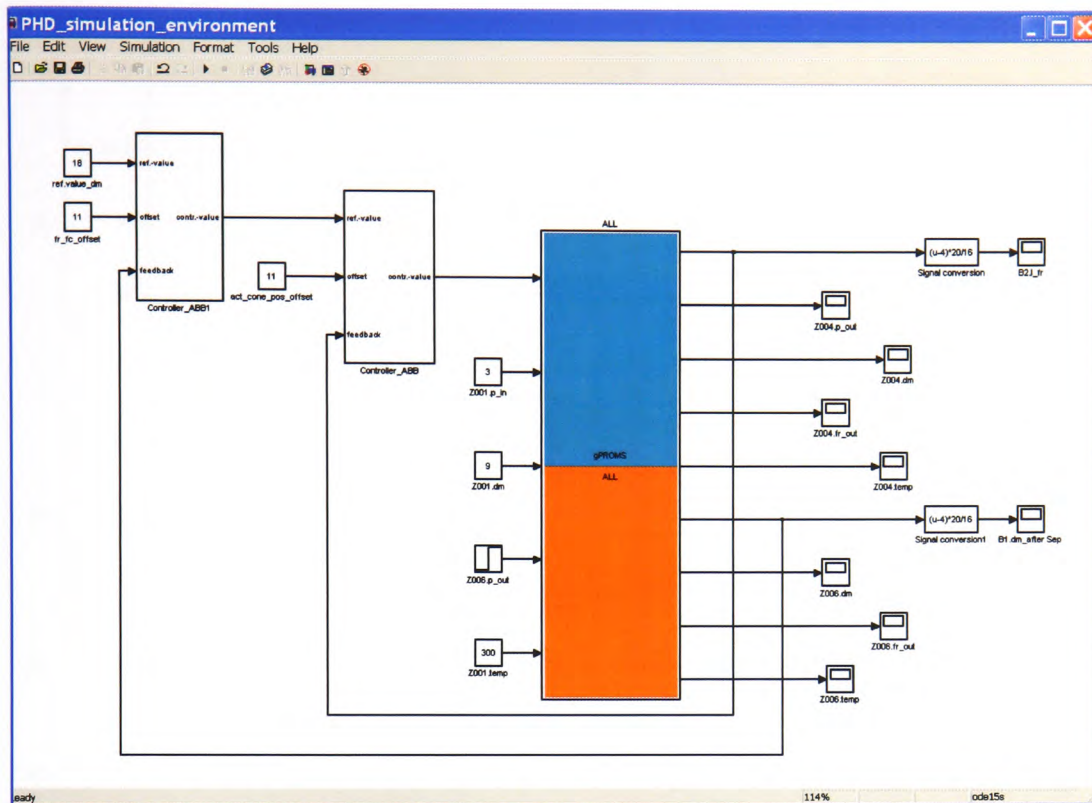 PHD_simulation_environment
File Edit View Simulation Format Tools Help
18
ref.value_dm
11
fr_fc_offset
ref.-value
offset
contr.-value
feedback
Controller_ABB1
11
act_cone_pos_offset
ref.-value
offset
contr.-value
feedback
Controller_ABB
3
Z001.p_in
9
Z001.dm
Z006.p_out
300
Z001.temp
ALL
gPROMS
ALL
(u-4)*20/16
Signal conversion
B2.l_fr
Z004.p_out
Z004.dm
Z004.fr_out
Z004.temp
(u-4)*20/16
Signal conversion1
B1.dm_after Sep
Z006.dm
Z006.fr_out
Z006.temp
eady
114%
ode15s